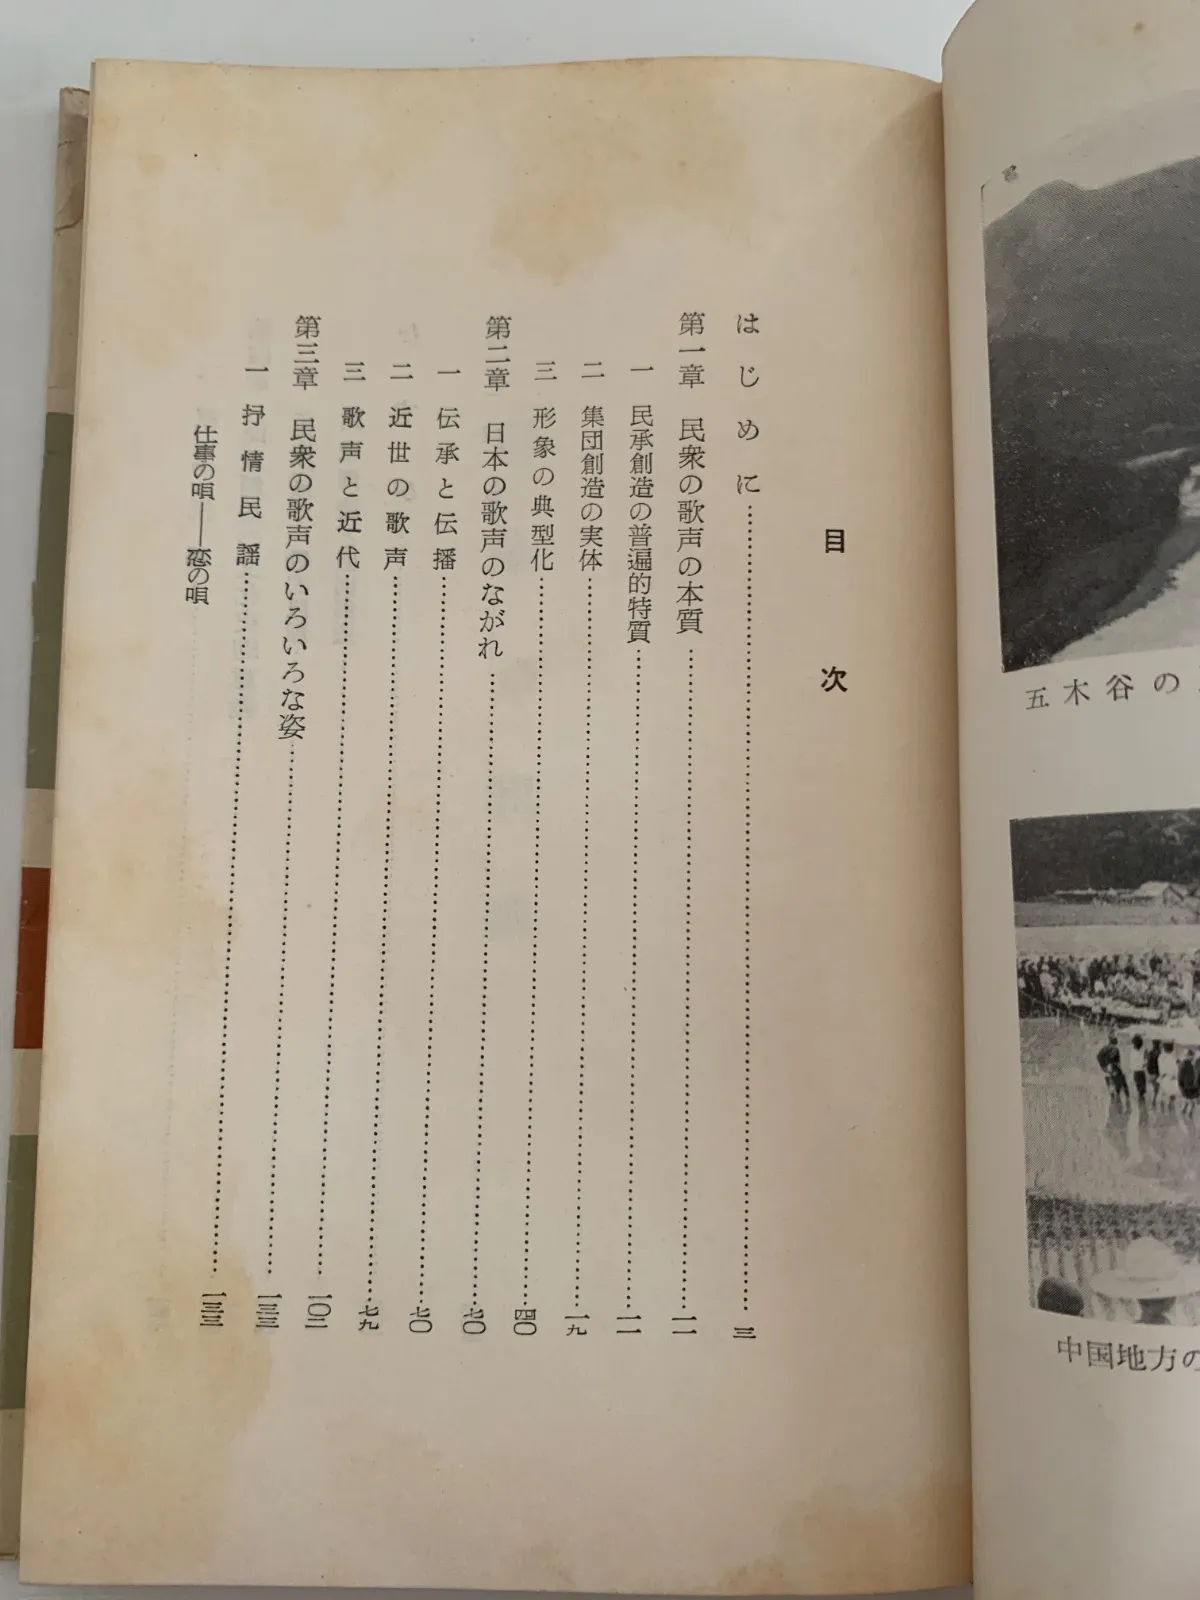 五木谷の
中国地方の
目次
はじめに……三
第一章 民衆の歌声の本質……一一
一 民承創造の普遍的特質……一一
二 集団創造の実体……一九
三 形象の典型化……四〇
第二章 日本の歌声のながれ……七〇
一 伝承と伝播……七〇
二 近世の歌声……七九
三 歌声と近代……一〇二
第三章 民衆の歌声のいろいろな姿……一三三
一 抒情民謡……一三三
仕事の唄――恋の唄